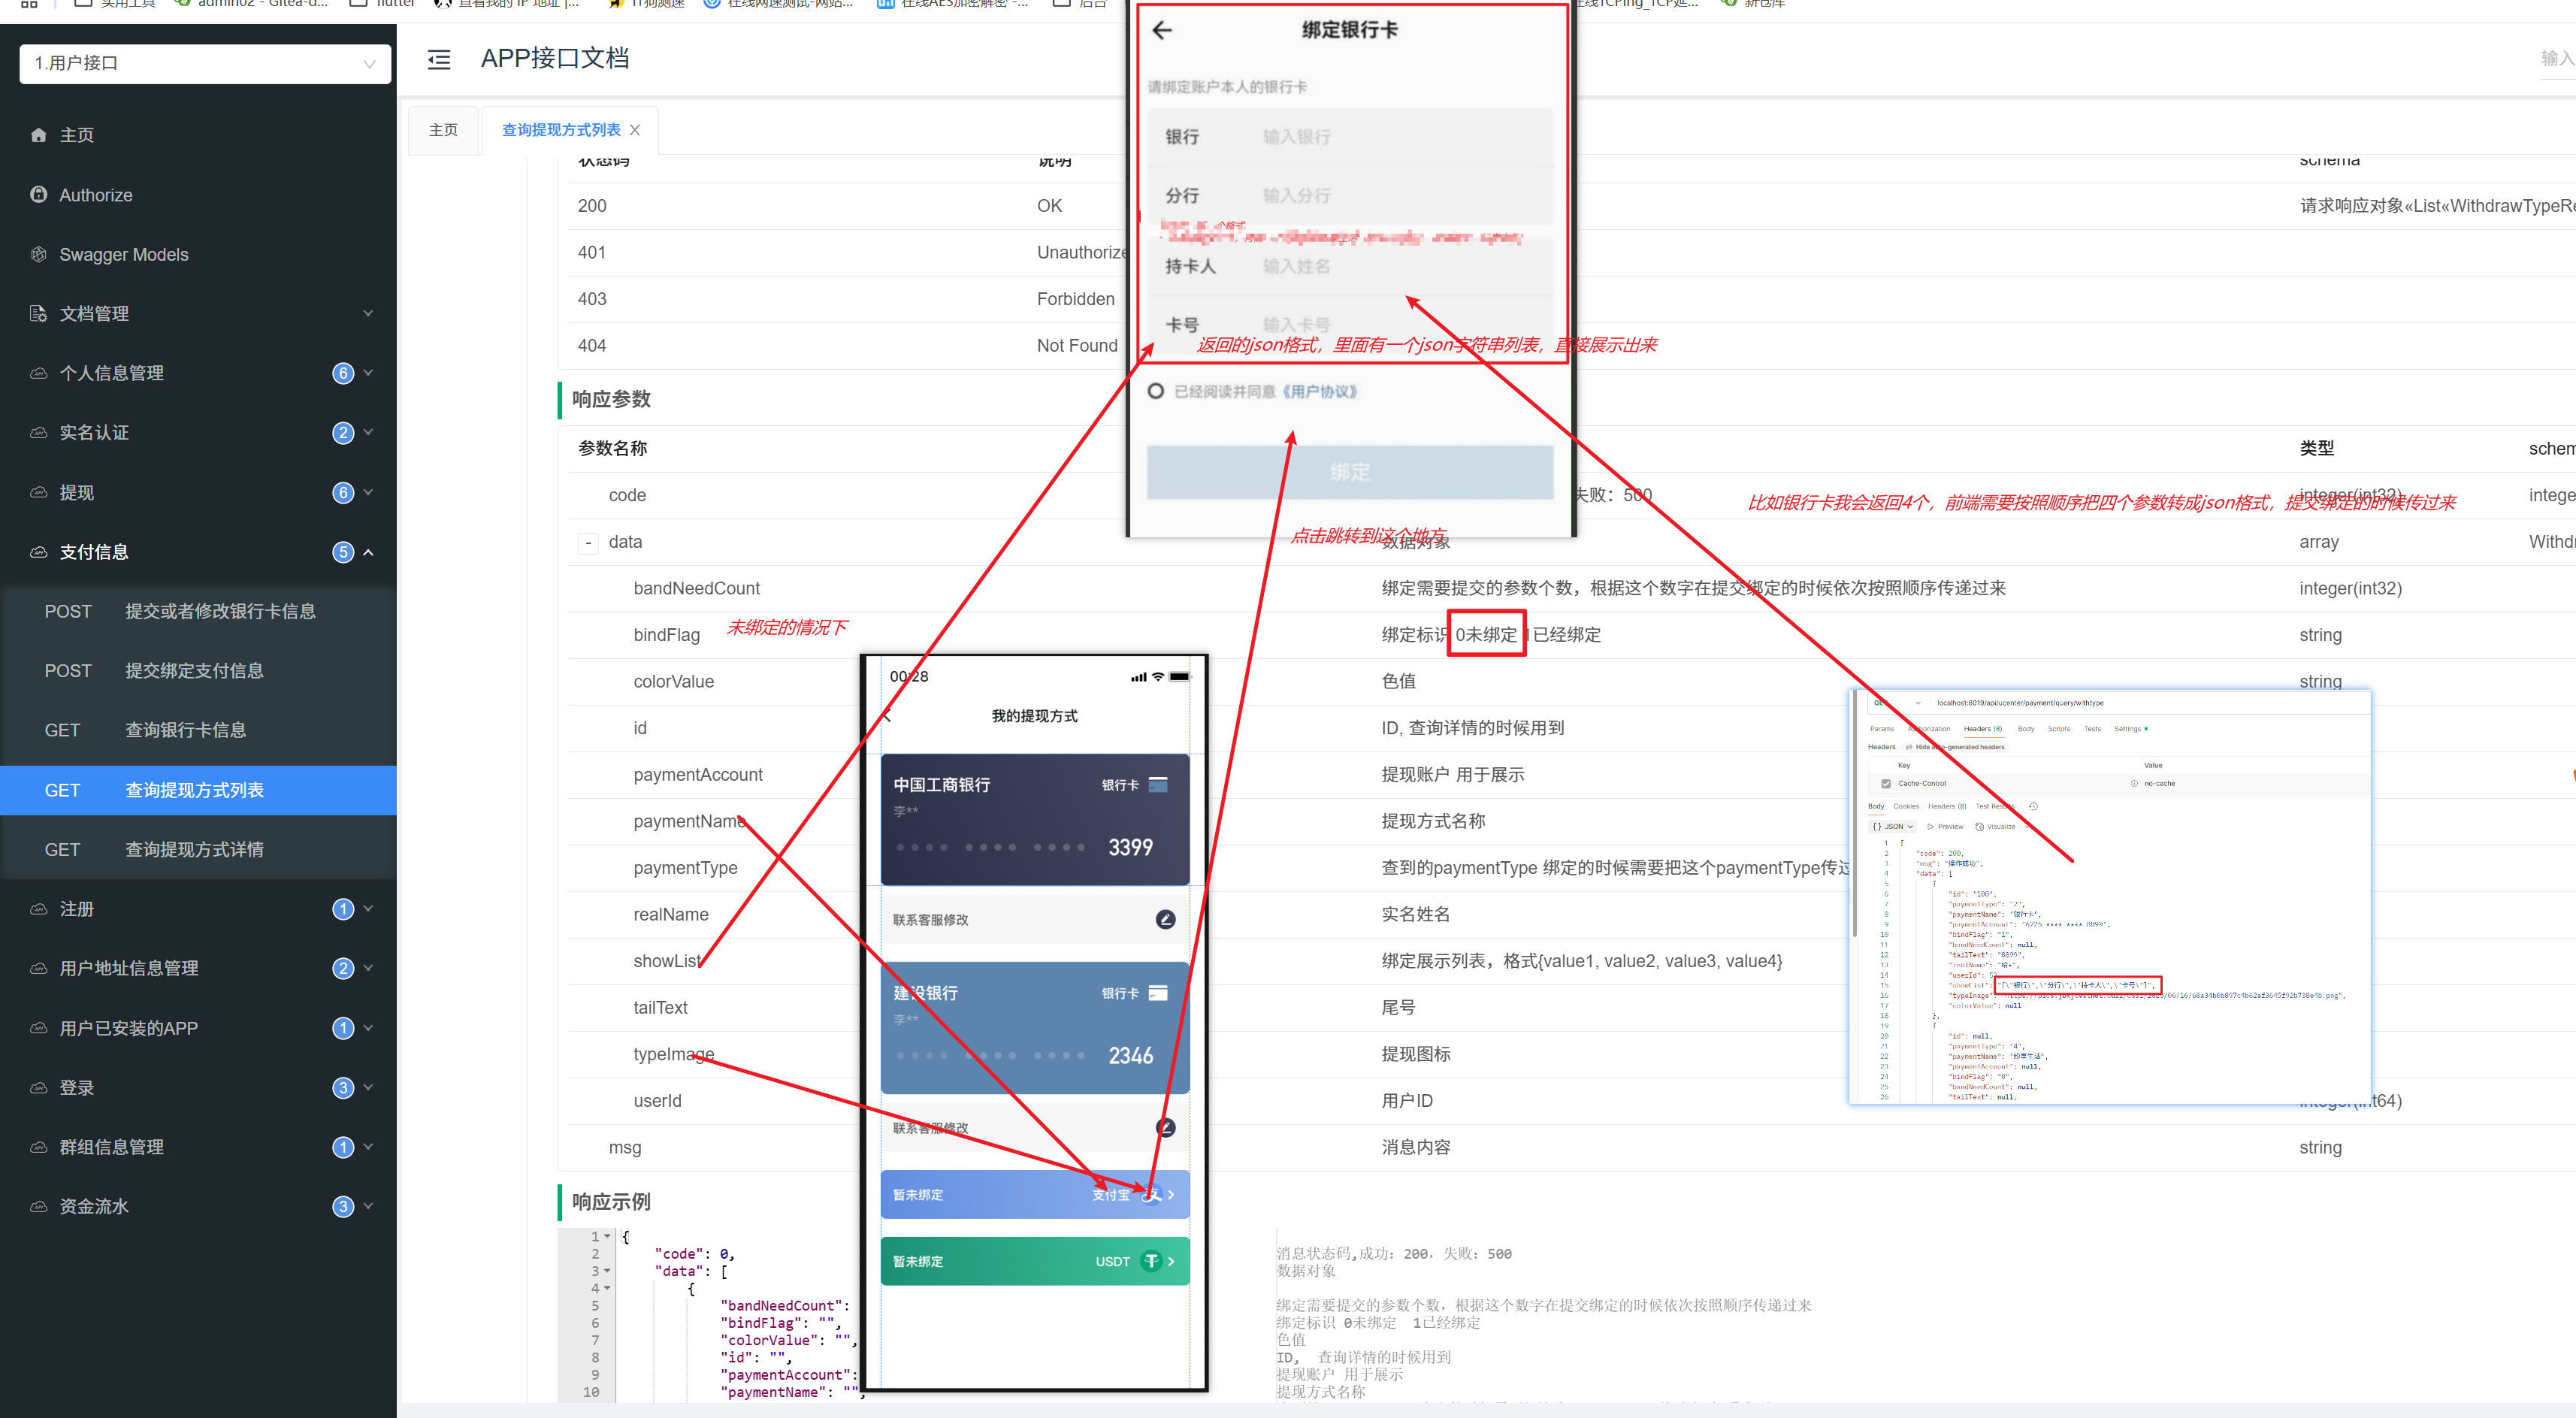 实用工具
admin02 - Gitea-d...
flutter
查看我的 IP 地址 |...
IT狗测速
在线网速测试-网站...
在线AES加密解密 -...
后台
在线TCPing_TCP延...
新仓库
1.用户接口
APP接口文档
输入
主页
Authorize
Swagger Models
文档管理
个人信息管理 6
实名认证 2
提现 6
支付信息 5
POST 提交或者修改银行卡信息
POST 提交绑定支付信息
GET 查询银行卡信息
GET 查询提现方式列表
GET 查询提现方式详情
注册 1
用户地址信息管理 2
用户已安装的APP 1
登录 3
群组信息管理 1
资金流水 3
主页 查询提现方式列表
状态码 说明 schema
200 OK 请求响应对象«List«WithdrawTypeRe
401 Unauthorize
403 Forbidden
404 Not Found
响应参数
参数名称 类型 schem
code 失败：500 integer(int32) intege
- data 数据对象 array Withdr
bandNeedCount 绑定需要提交的参数个数，根据这个数字在提交绑定的时候依次按照顺序传递过来 integer(int32)
bindFlag 绑定标识 0未绑定 已经绑定 string
colorValue 色值 string
id ID, 查询详情的时候用到
paymentAccount 提现账户 用于展示
paymentName 提现方式名称
paymentType 查到的paymentType 绑定的时候需要把这个paymentType传过
realName 实名姓名
showList 绑定展示列表，格式{value1, value2, value3, value4}
tailText 尾号
typeImage 提现图标
userId 用户ID integer(int64)
msg 消息内容 string
响应示例
1 {
2 "code": 0, 消息状态码,成功：200，失败：500
3 "data": [ 数据对象
4 {
5 "bandNeedCount": 绑定需要提交的参数个数，根据这个数字在提交绑定的时候依次按照顺序传递过来
6 "bindFlag": "", 绑定标识 0未绑定 1已经绑定
7 "colorValue": "", 色值
8 "id": "", ID, 查询详情的时候用到
9 "paymentAccount": 提现账户 用于展示
10 "paymentName": "", 提现方式名称
绑定银行卡
请绑定账户本人的银行卡
银行 输入银行
分行 输入分行
个格式
持卡人 输入姓名
卡号 输入卡号
返回的json格式，里面有一个json字符串列表，直接展示出来
已经阅读并同意《用户协议》
绑定
点击跳转到这个地方
比如银行卡我会返回4个，前端需要按照顺序把四个参数转成json格式，提交绑定的时候传过来
未绑定的情况下
00:28
我的提现方式
中国工商银行 银行卡
李**
3399
联系客服修改
建设银行 银行卡
李**
2346
联系客服修改
暂未绑定 支付宝
暂未绑定 USDT
GET localhost:8019/api/ucenter/payment/query/withtype
Params Authorization Headers (8) Body Scripts Tests Settings
Headers Hide auto-generated headers
Key Value
Cache-Control no-cache
Body Cookies Headers (8) Test Results
{ } JSON Preview Visualize
1 {
2 "code": 200,
3 "msg": "操作成功",
4 "data": [
5 {
6 "id": "100",
7 "paymentType": "2",
8 "paymentName": "银行卡",
9 "paymentAccount": "6225 **** **** 8899",
10 "bindFlag": "1",
11 "bandNeedCount": null,
12 "tailText": "8899",
13 "realName": "哈*",
14 "userId": 52,
15 "showList": "[\"银行\",\"分行\",\"持卡人\",\"卡号\"]",
16 "typeImage":
17 "colorValue": null
18 },
19 {
20 "id": null,
21 "paymentType": "4",
22 "paymentName": "纷享生活",
23 "paymentAccount": null,
24 "bindFlag": "0",
25 "bandNeedCount": null,
26 "tailText": null,